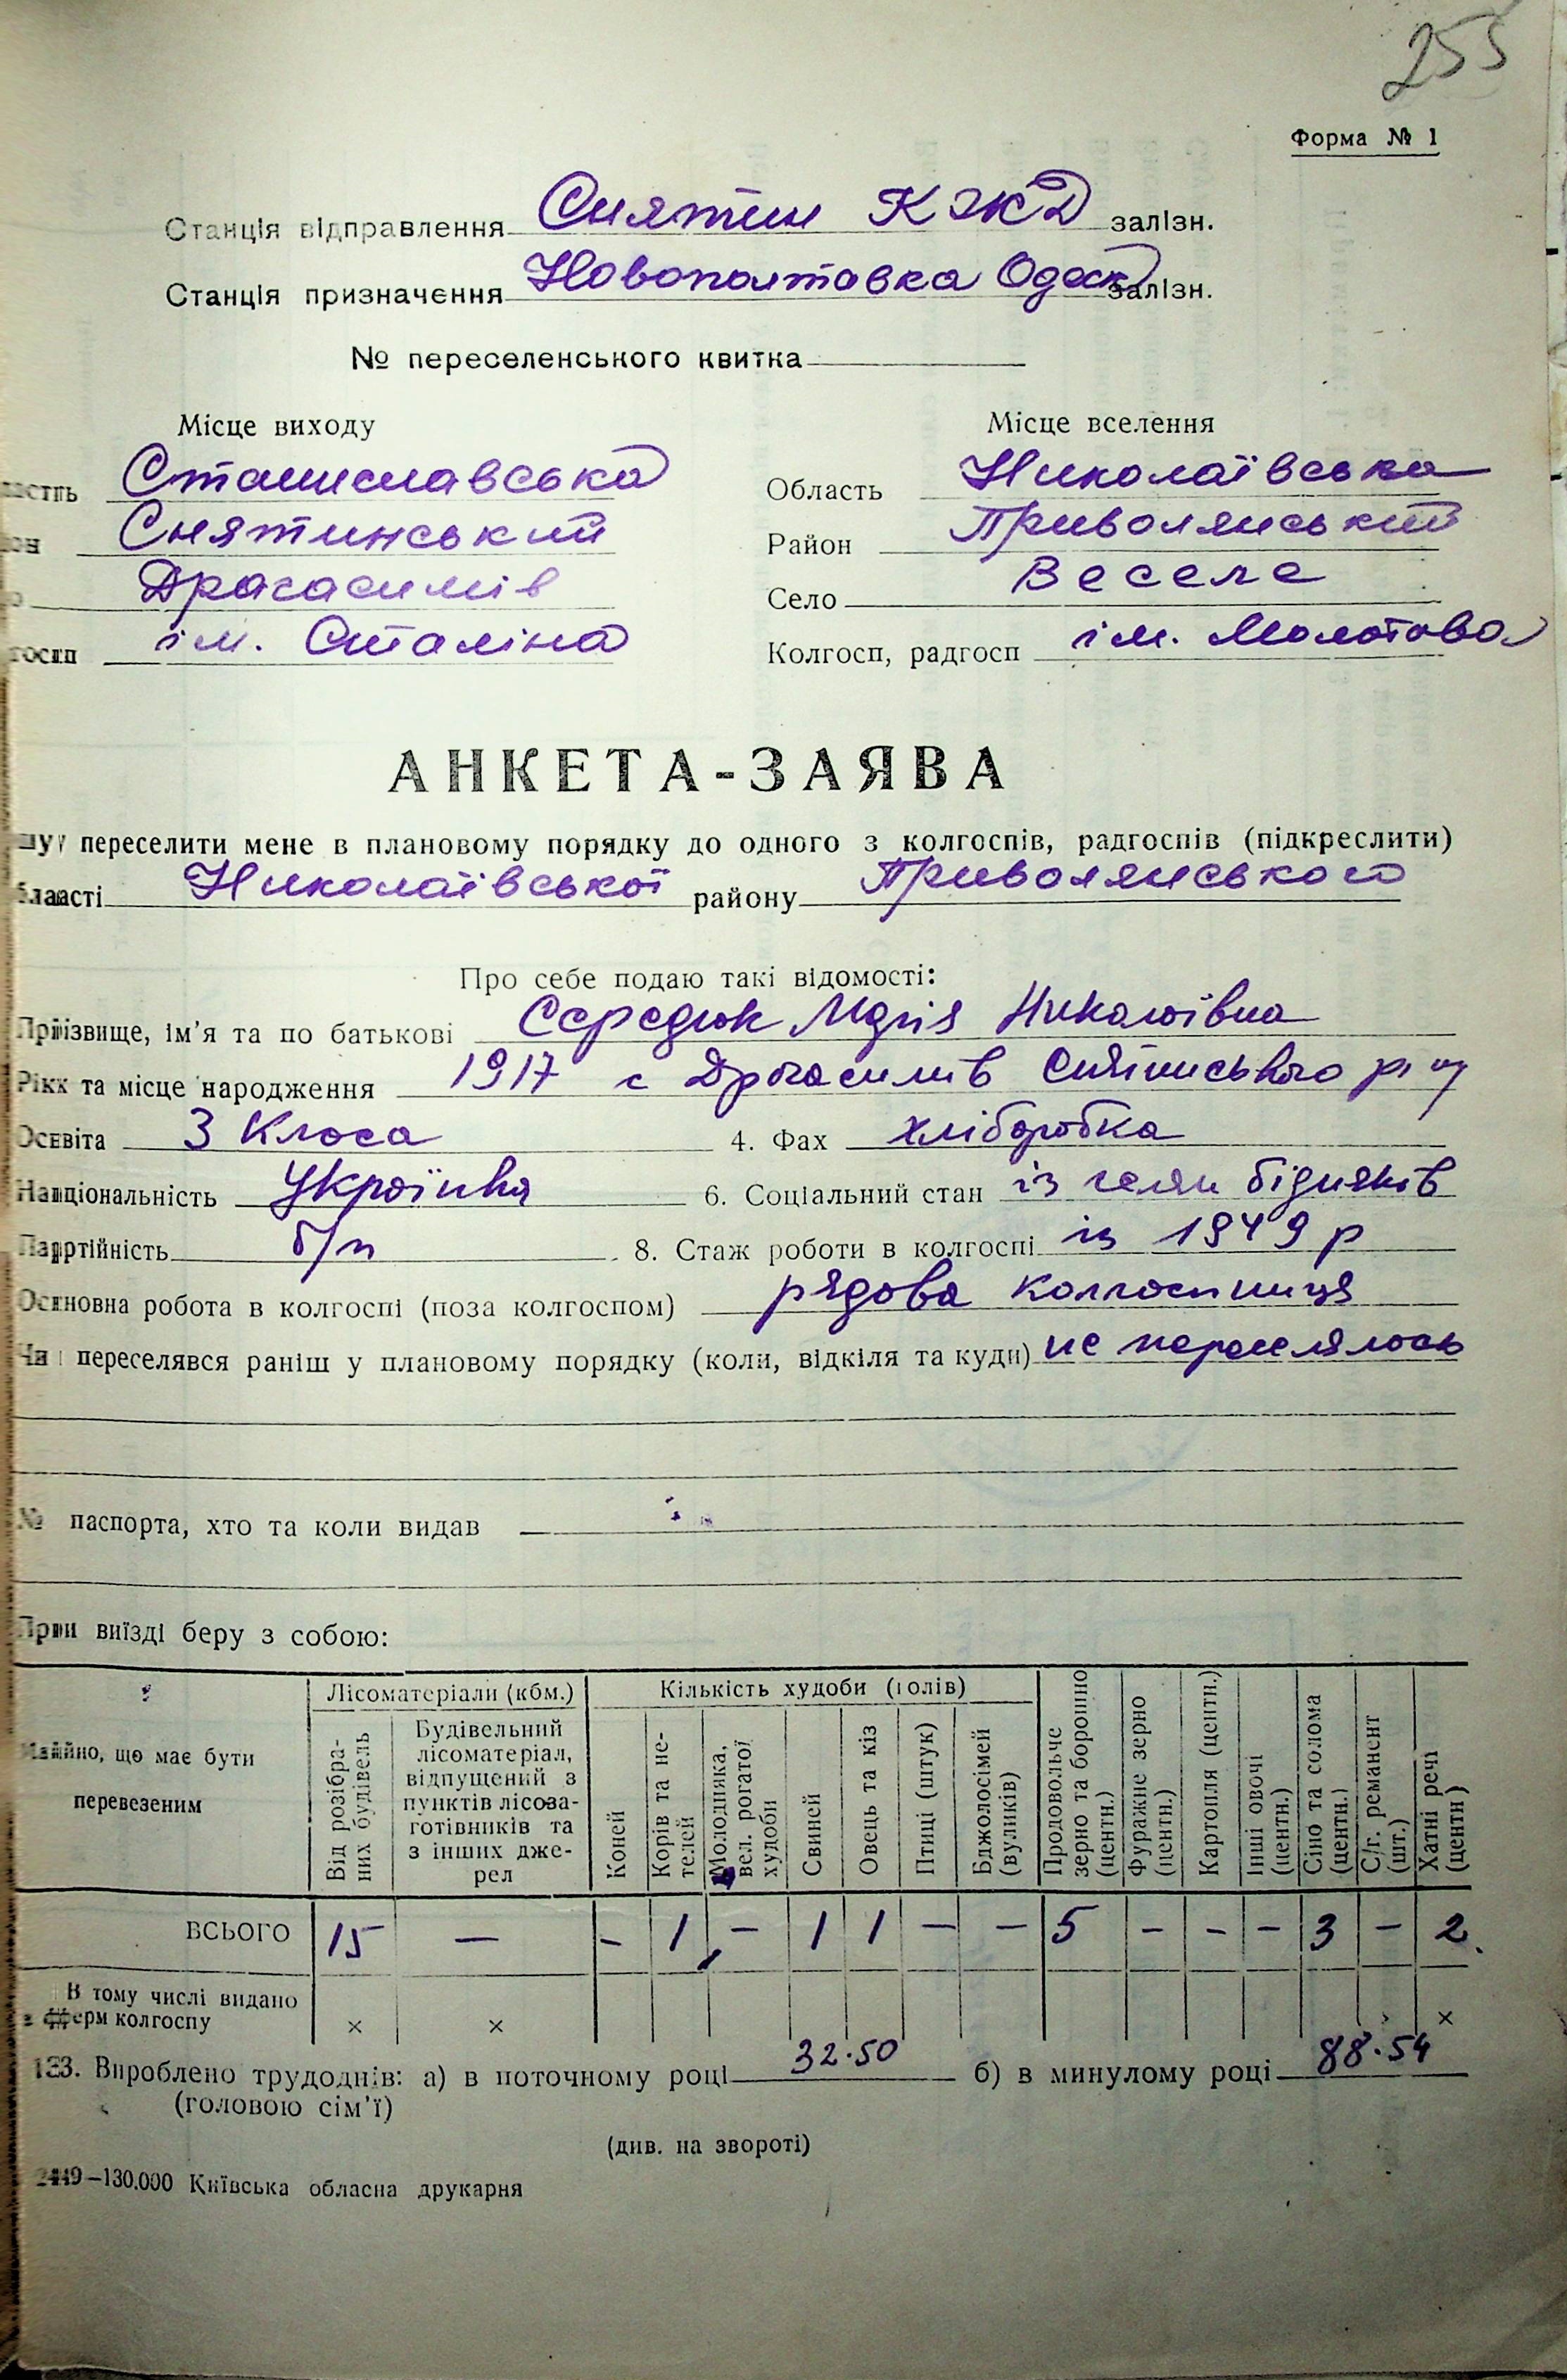 255
Форма № 1
Станція відправлення Снятин КЖД залізн.
Станція призначення Новополтавка Одеск залізн.
№ переселенського квитка
Місце виходу Місце вселення
Станиславська Область Николаївська
Снятинський Район Приволянський
Драгасимів Село Веселе
ім. Сталіна Колгосп, радгосп ім. Молотова
АНКЕТА-ЗАЯВА
переселити мене в плановому порядку до одного з колгоспів, радгоспів (підкреслити)
області Николаївської району Приволянського
Про себе подаю такі відомості:
Прізвище, ім'я та по батькові Середюк Марія Николаївна
Рік та місце народження 1917 с Драгасимів Снятинського р-ну
Освіта 3 Класа 4. Фах хліборобка
Національність Українка 6. Соціальний стан із селян бідняків
Партійність б/п 8. Стаж роботи в колгоспі із 1949 р
Основна робота в колгоспі (поза колгоспом) рядова колгоспниця
Чи переселявся раніш у плановому порядку (коли, відкіля та куди) не переселялось
№ паспорта, хто та коли видав
При виїзді беру з собою:
Майно, що має бути перевезеним
Лісоматеріали (кбм.)
Від розібраних будівель
Будівельний лісоматеріал, відпущений з пунктів лісозаготівників та з інших джерел
Кількість худоби (голів)
Коней
Корів та нетелей
Молодняка, вел. рогатої худоби
Свиней
Овець та кіз
Птиці (штук)
Бджолосімей (вуликів)
Продовольче зерно та борошно (центн.)
Фуражне зерно (центн.)
Картопля (центн.)
Інші овочі (центн.)
Сіно та солома (центн.)
С/г. реманент (шт.)
Хатні речі (центн.)
ВСЬОГО 15 — - 1 - 1 1 - - 5 - - - 3 - 2
В тому числі видано з ферм колгоспу × × ×
13. Вироблено трудоднів: а) в поточному році 32.50 б) в минулому році 88.54
(головою сім'ї)
(див. на звороті)
2449—130.000 Київська обласна друкарня